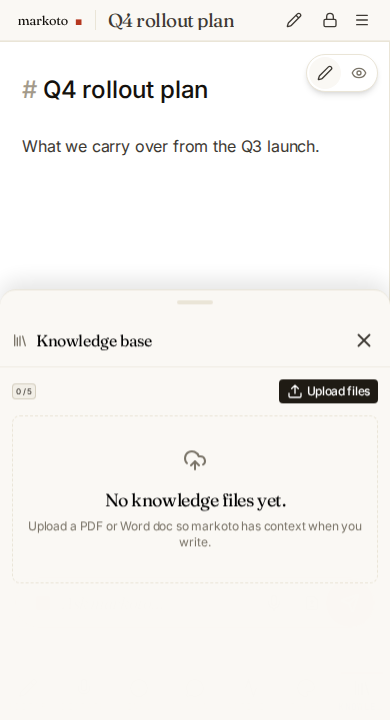 markoto
Q4 rollout plan
# Q4 rollout plan
What we carry over from the Q3 launch.
Knowledge base
0 / 5
Upload files
No knowledge files yet.
Upload a PDF or Word doc so markoto has context when you
write.